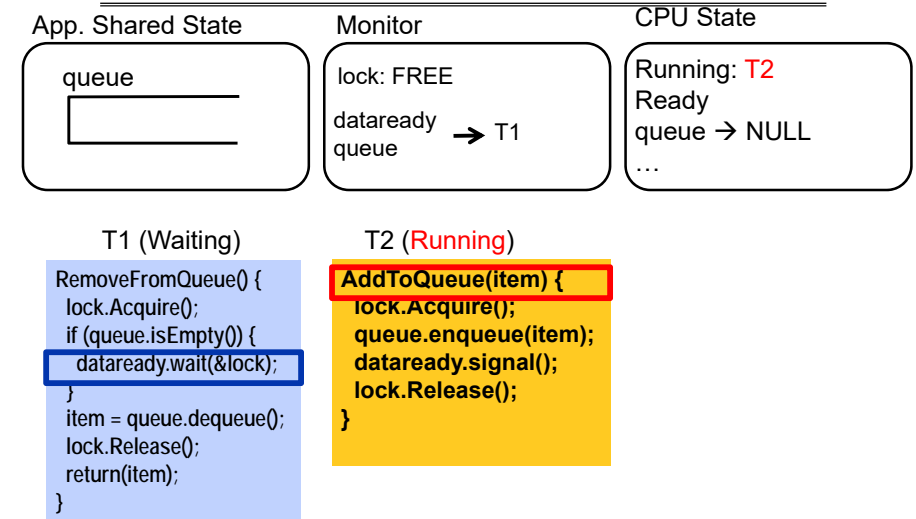 App. Shared State
Monitor
CPU State
queue
lock: FREE
dataready
queue
→ T1
Running: T2
Ready
queue → NULL
…
T1 (Waiting)
T2 (Running)
RemoveFromQueue() {
lock.Acquire();
if (queue.isEmpty()) {
dataready.wait(&lock);
}
item = queue.dequeue();
lock.Release();
return(item);
}
AddToQueue(item) {
lock.Acquire();
queue.enqueue(item);
dataready.signal();
lock.Release();
}